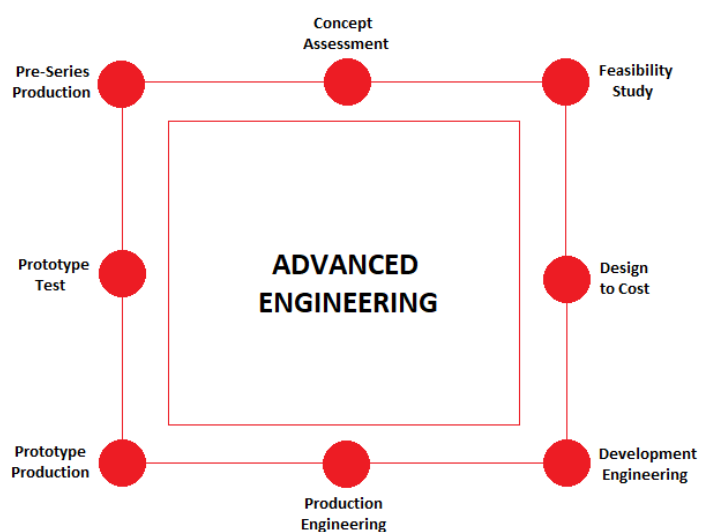 Concept
Assessment
Pre-Series
Production
Feasibility
Study
ADVANCED
ENGINEERING
Prototype
Test
Design
to Cost
Prototype
Production
Development
Engineering
Production
Engineering